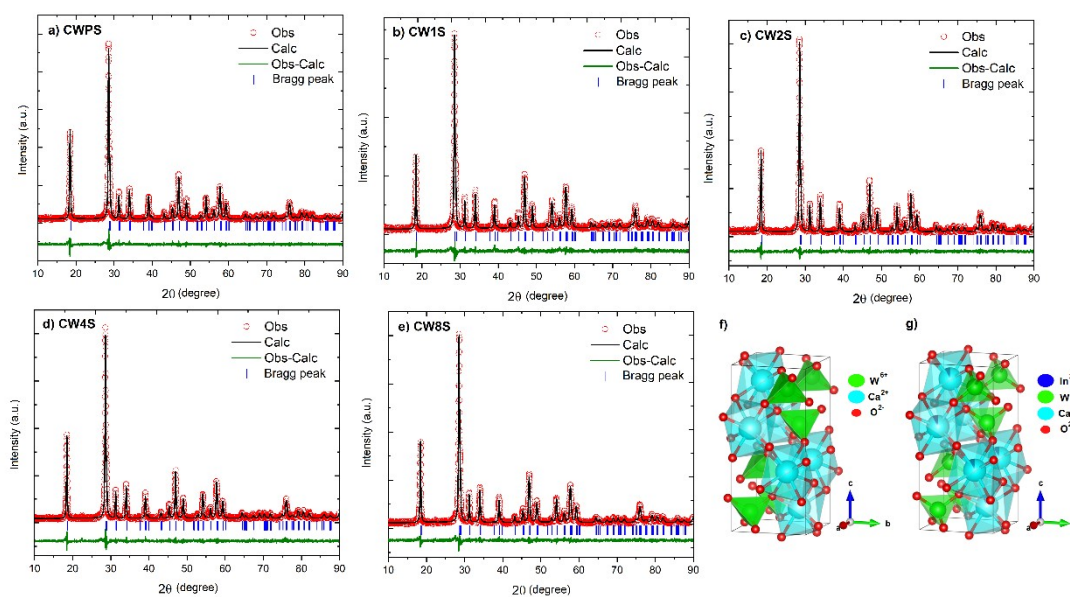 a) CWPS
Obs
Calc
Obs-Calc
Bragg peak
Intensity (a.u.)
10 20 30 40 50 60 70 80 90
2θ (degree)
b) CW1S
Obs
Calc
Obs-Calc
Bragg peak
Intensity (a.u.)
10 20 30 40 50 60 70 80 90
2θ (degree)
c) CW2S
Obs
Calc
Obs-Calc
Bragg peak
Intensity (a.u.)
10 20 30 40 50 60 70 80 90
2θ (degree)
d) CW4S
Obs
Calc
Obs-Calc
Bragg peak
Intensity (a.u.)
10 20 30 40 50 60 70 80 90
2θ (degree)
e) CW8S
Obs
Calc
Obs-Calc
Bragg peak
Intensity (a.u.)
10 20 30 40 50 60 70 80 90
2θ (degree)
f)
W⁶⁺
Ca²⁺
O²⁻
c
a
b
g)
In
W
Ca
O
c
a